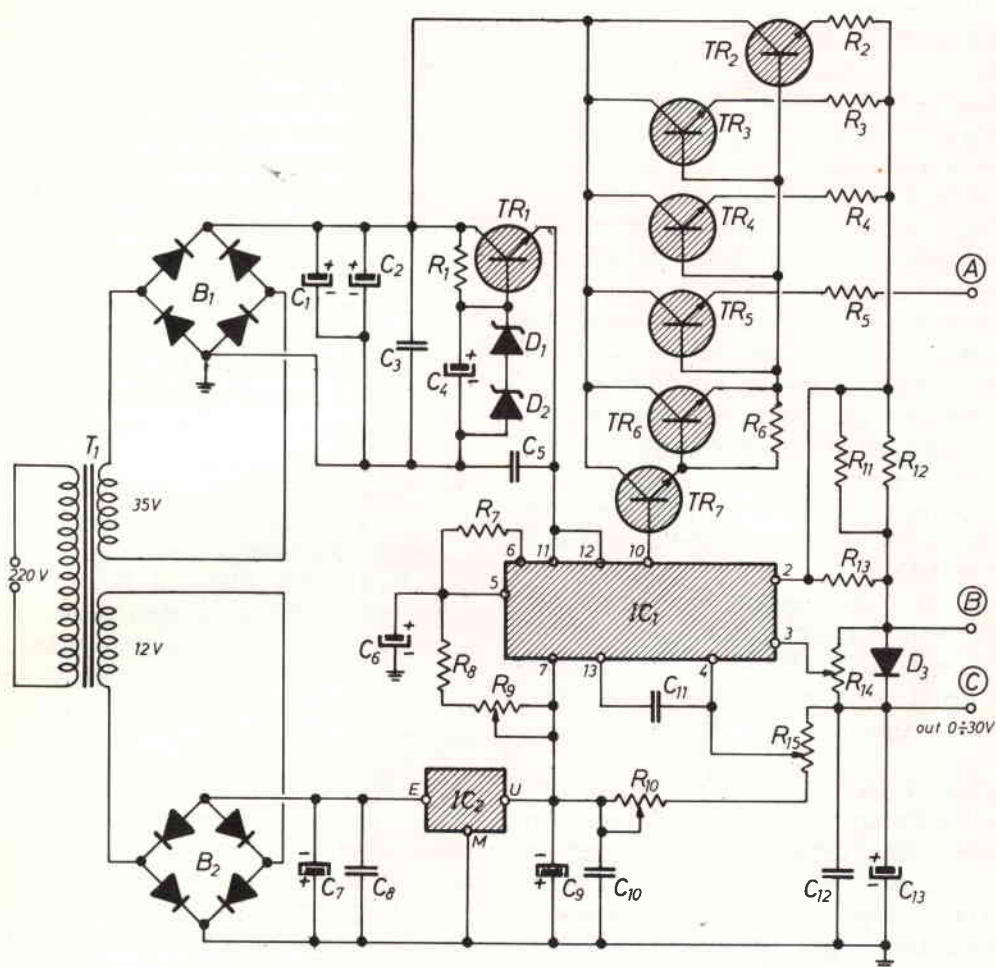 TR2
R2
TR3
R3
TR4
R4
TR1
TR5
R5
A
B1
C1
C2
R1
C3
C4
D1
D2
TR6
R6
C5
TR7
R11
R12
T1
35V
220V
12V
R7
6
11
12
10
5
IC1
2
R13
3
B
C6
R8
R9
7
13
4
C11
R14
D3
C
out 0÷30V
R15
E
IC2
U
M
R10
B2
C7
C8
C9
C10
C12
C13